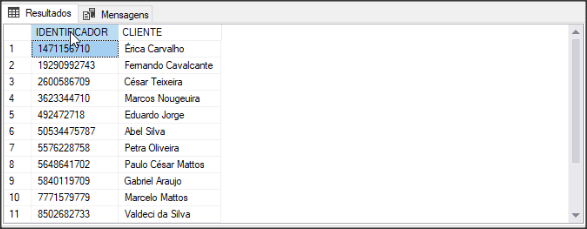 Resultados Mensagens
IDENTIFICADOR CLIENTE
1 1471156710 Érica Carvalho
2 19290992743 Fernando Cavalcante
3 2600586709 César Teixeira
4 3623344710 Marcos Nougeuira
5 492472718 Eduardo Jorge
6 50534475787 Abel Silva
7 5576228758 Petra Oliveira
8 5648641702 Paulo César Mattos
9 5840119709 Gabriel Araujo
10 7771579779 Marcelo Mattos
11 8502682733 Valdeci da Silva